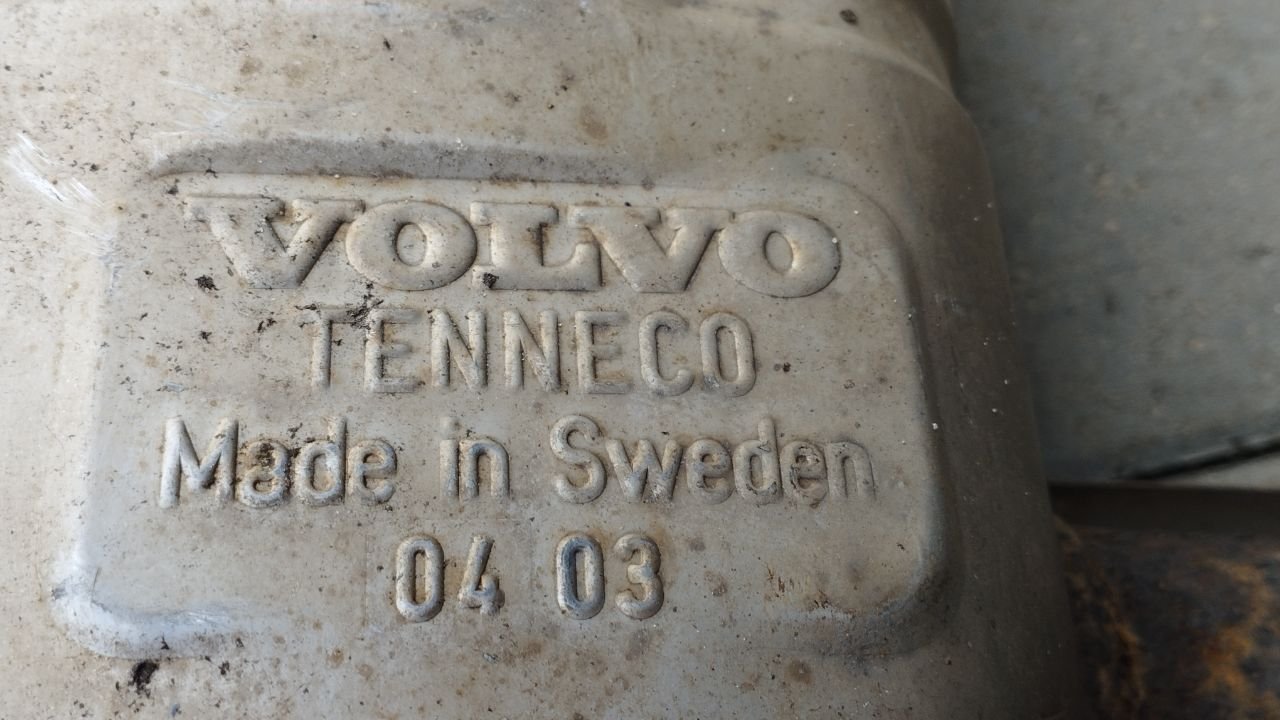 VOLVO
TENNECO
Made in Sweden
04 03